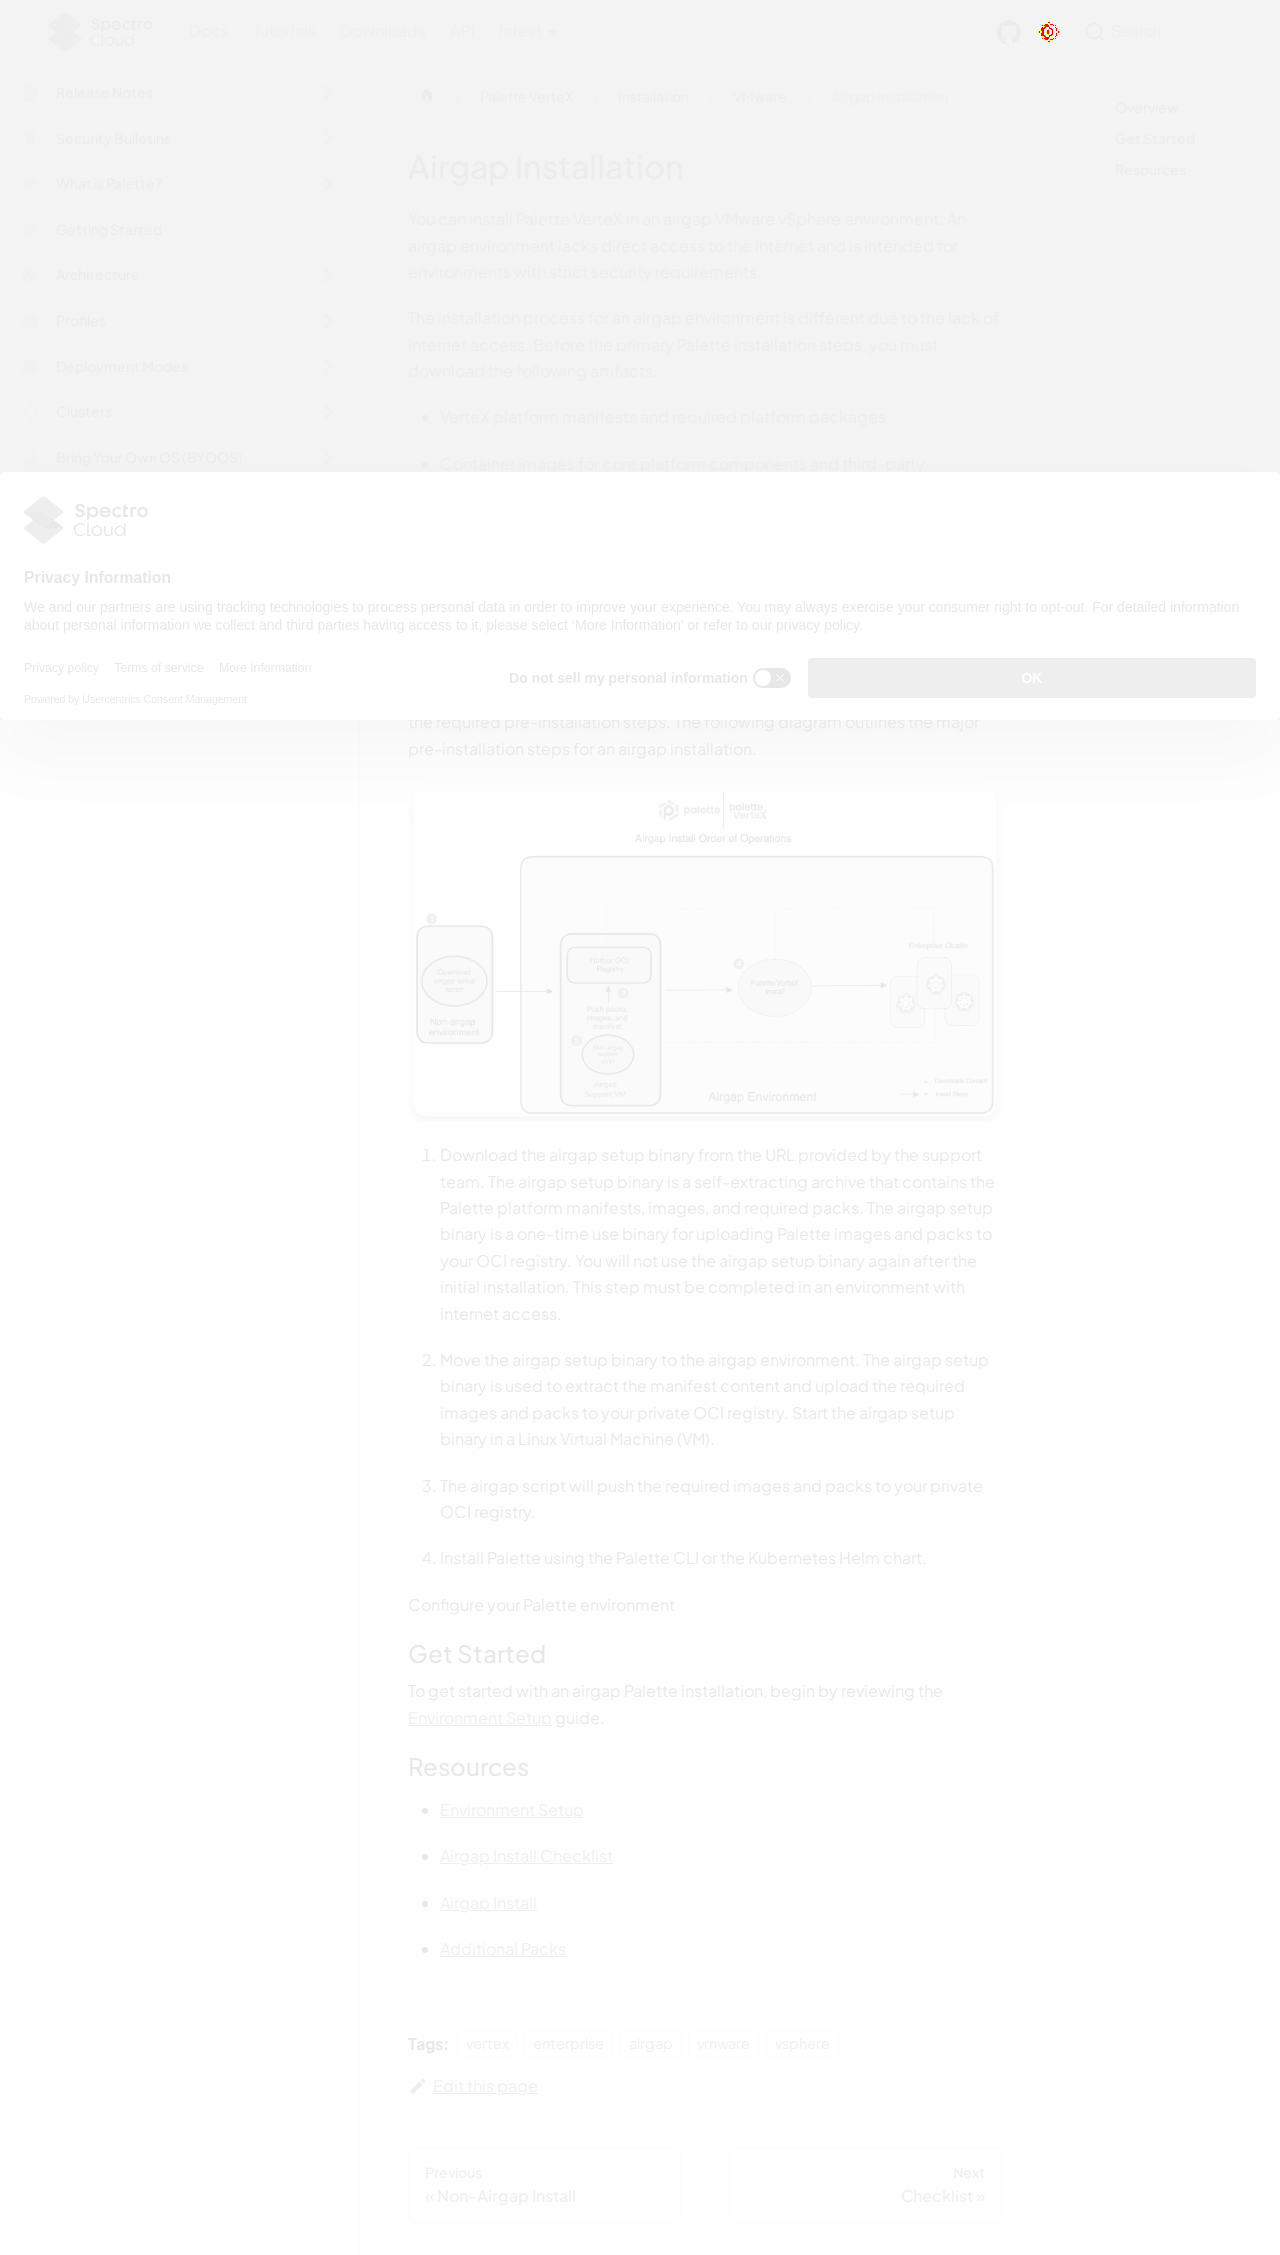 Spectro
Cloud
Docs
Tutorials
Downloads
API
latest
Search
Release Notes
Security Bulletins
What is Palette?
Getting Started
Architecture
Profiles
Deployment Modes
Clusters
Bring Your Own OS (BYOOS)
Palette VerteX
Installation
VMware
Airgap Installation
Overview
Get Started
Resources
Airgap Installation
You can install Palette VerteX in an airgap VMware vSphere environment. An
airgap environment lacks direct access to the internet and is intended for
environments with strict security requirements.
The installation process for an airgap environment is different due to the lack of
internet access. Before the primary Palette installation steps, you must
download the following artifacts.
VerteX platform manifests and required platform packages.
Container images for core platform components and third-party
Spectro
Cloud
Privacy Information
We and our partners are using tracking technologies to process personal data in order to improve your experience. You may always exercise your consumer right to opt-out. For detailed information
about personal information we collect and third parties having access to it, please select ‘More Information’ or refer to our privacy policy.
Privacy policy
Terms of service
More Information
Powered by Usercentrics Consent Management
Do not sell my personal information
OK
the required pre-installation steps. The following diagram outlines the major
pre-installation steps for an airgap installation.
palette
palette
VerteX
Airgap Install Order of Operations
1
Download
airgap setup
script
Non-airgap
environment
Harbor OCI
Registry
3
Push packs,
images, and
manifest
2
Airgap
Support VM
4
Palette/VerteX
Install
Enterprise Cluster
Airgap Environment
Downloads Content
Install Steps
1. Download the airgap setup binary from the URL provided by the support
team. The airgap setup binary is a self-extracting archive that contains the
Palette platform manifests, images, and required packs. The airgap setup
binary is a one-time use binary for uploading Palette images and packs to
your OCI registry. You will not use the airgap setup binary again after the
initial installation. This step must be completed in an environment with
internet access.
2. Move the airgap setup binary to the airgap environment. The airgap setup
binary is used to extract the manifest content and upload the required
images and packs to your private OCI registry. Start the airgap setup
binary in a Linux Virtual Machine (VM).
3. The airgap script will push the required images and packs to your private
OCI registry.
4. Install Palette using the Palette CLI or the Kubernetes Helm chart.
Configure your Palette environment
Get Started
To get started with an airgap Palette installation, begin by reviewing the
Environment Setup guide.
Resources
Environment Setup
Airgap Install Checklist
Airgap Install
Additional Packs
Tags:
vertex
enterprise
airgap
vmware
vsphere
Edit this page
Previous
« Non-Airgap Install
Next
Checklist »